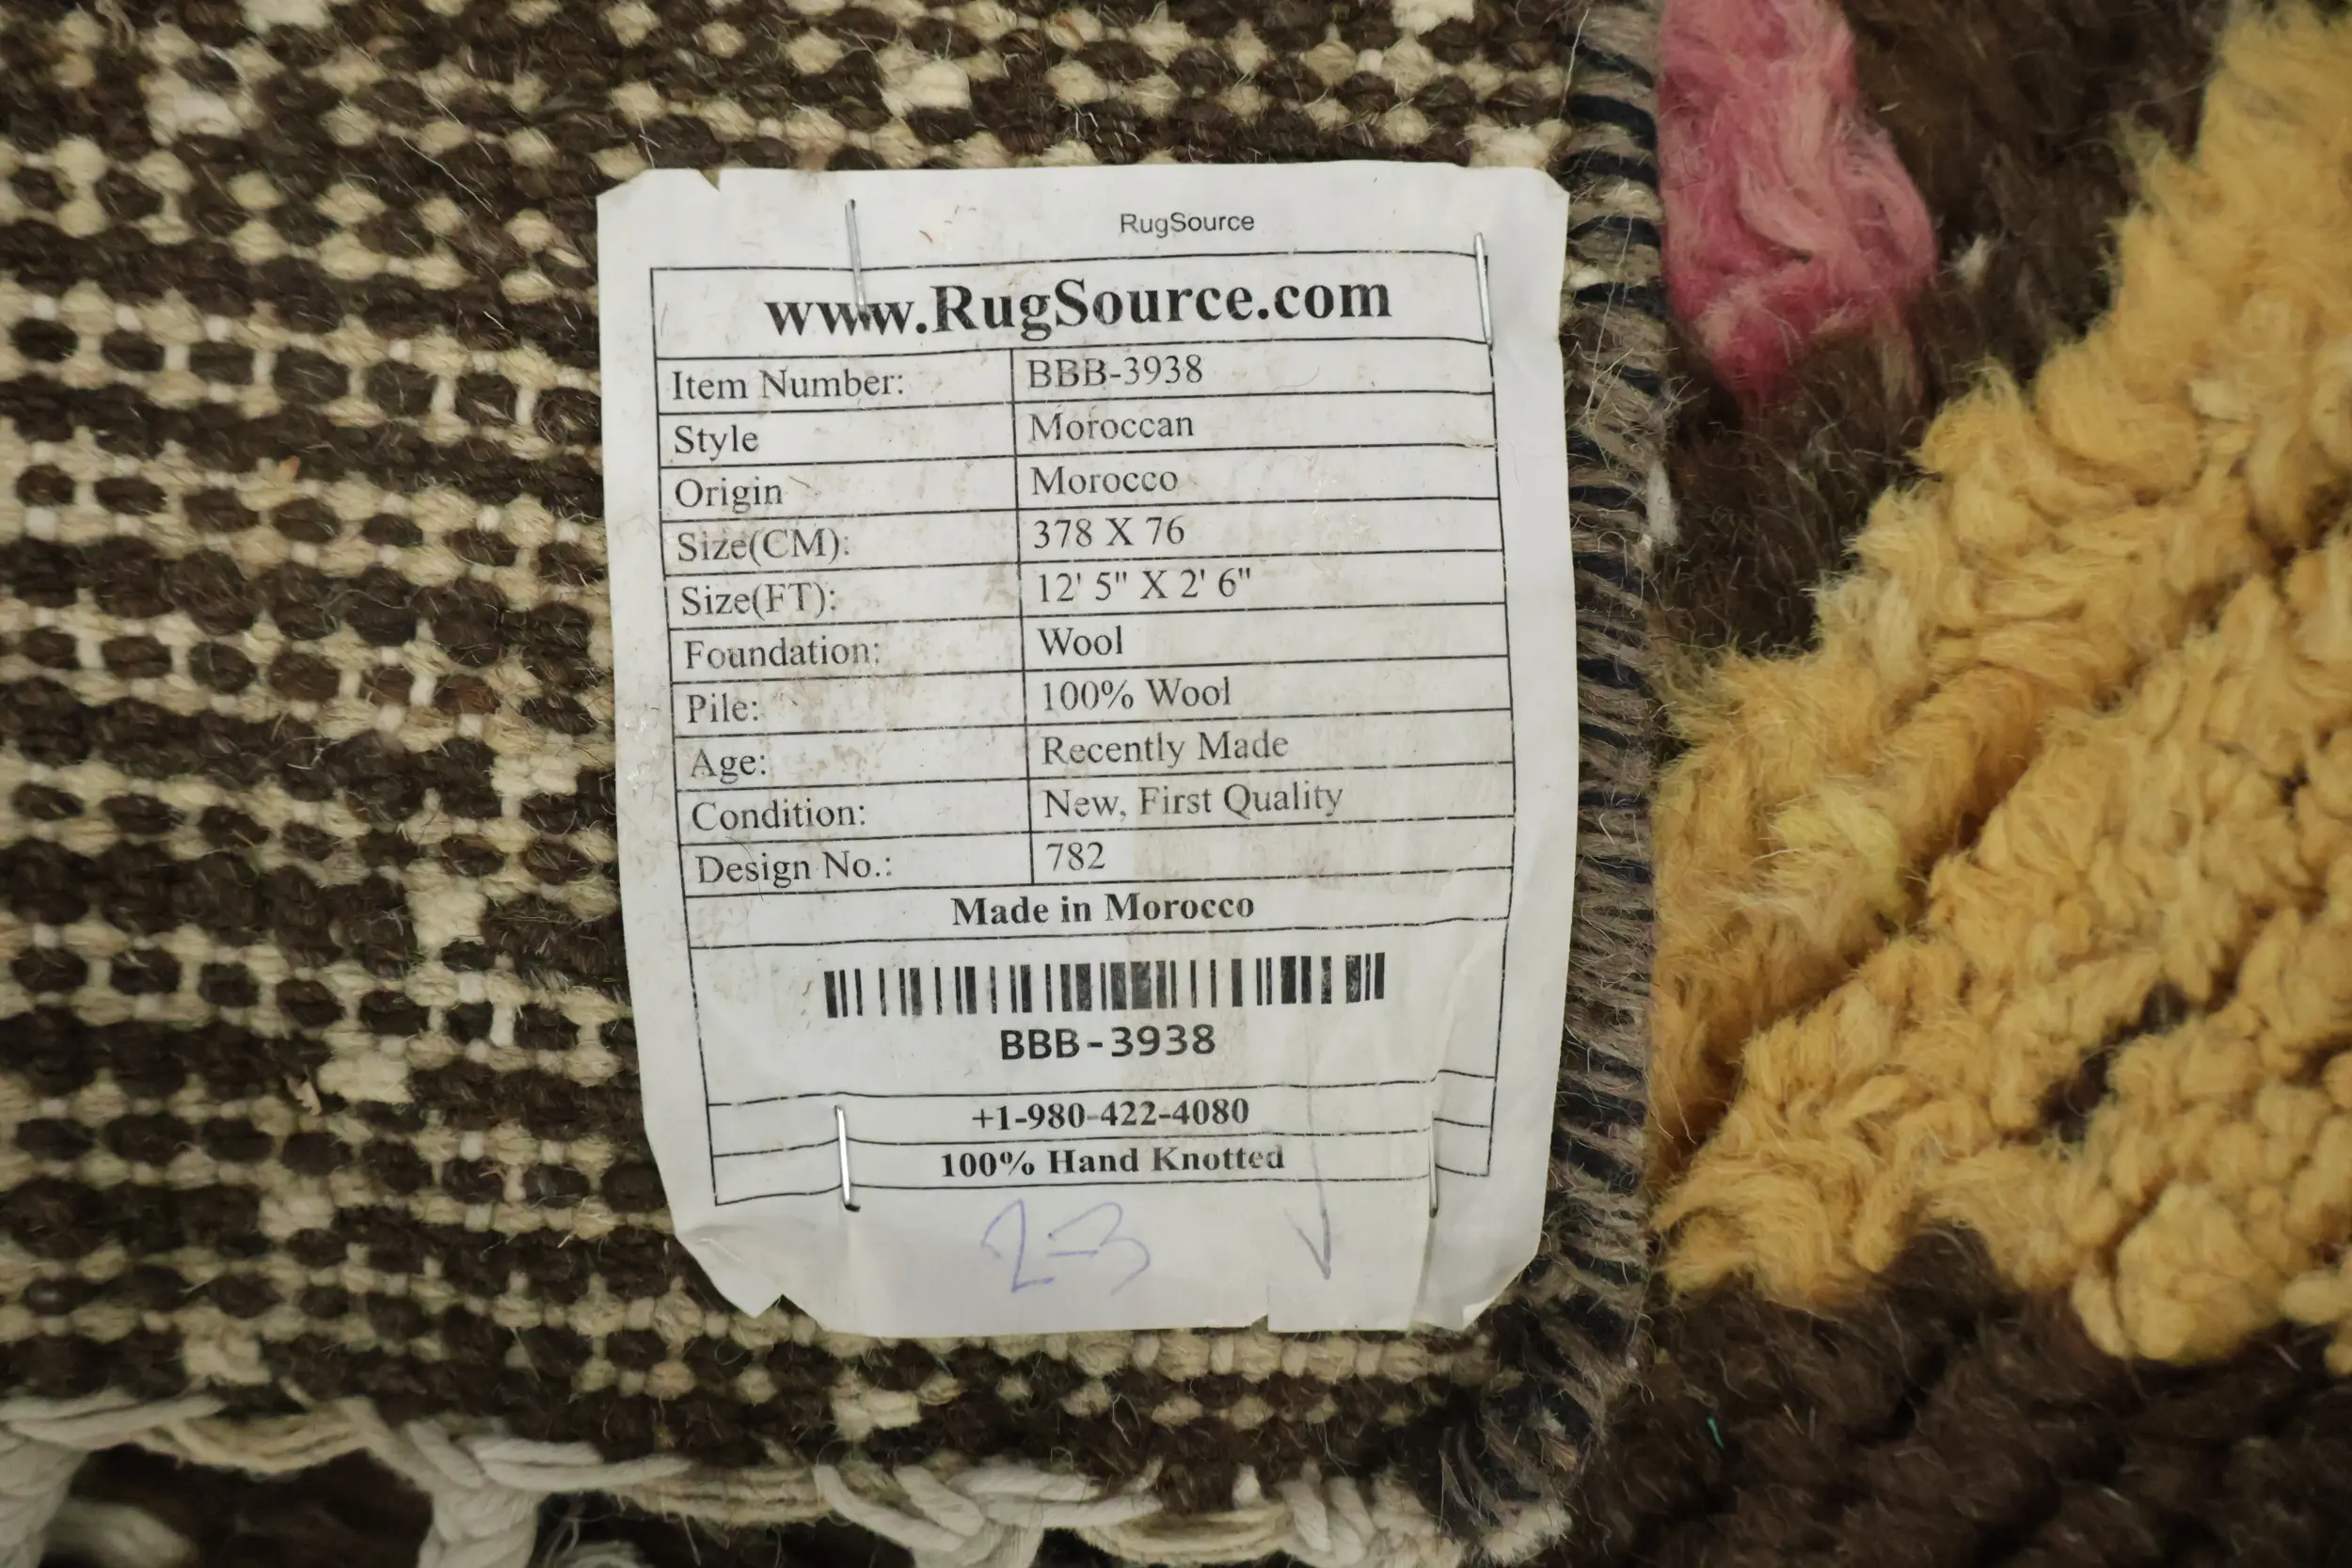 RugSource
www.RugSource.com
Item Number: BBB-3938
Style Moroccan
Origin Morocco
Size(CM): 378 X 76
Size(FT): 12' 5" X 2' 6"
Foundation: Wool
Pile: 100% Wool
Age: Recently Made
Condition: New, First Quality
Design No.: 782
Made in Morocco
BBB-3938
+1-980-422-4080
100% Hand Knotted
2-3